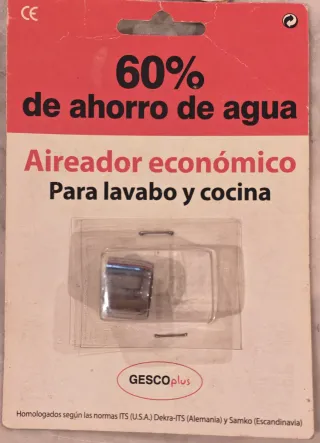 CE
60%
de ahorro de agua
Aireador económico
Para lavabo y cocina
GESCOplus
Homologados según las normas ITS (U.S.A.) Dekra-ITS (Alemania) y Samko (Escandinavia)